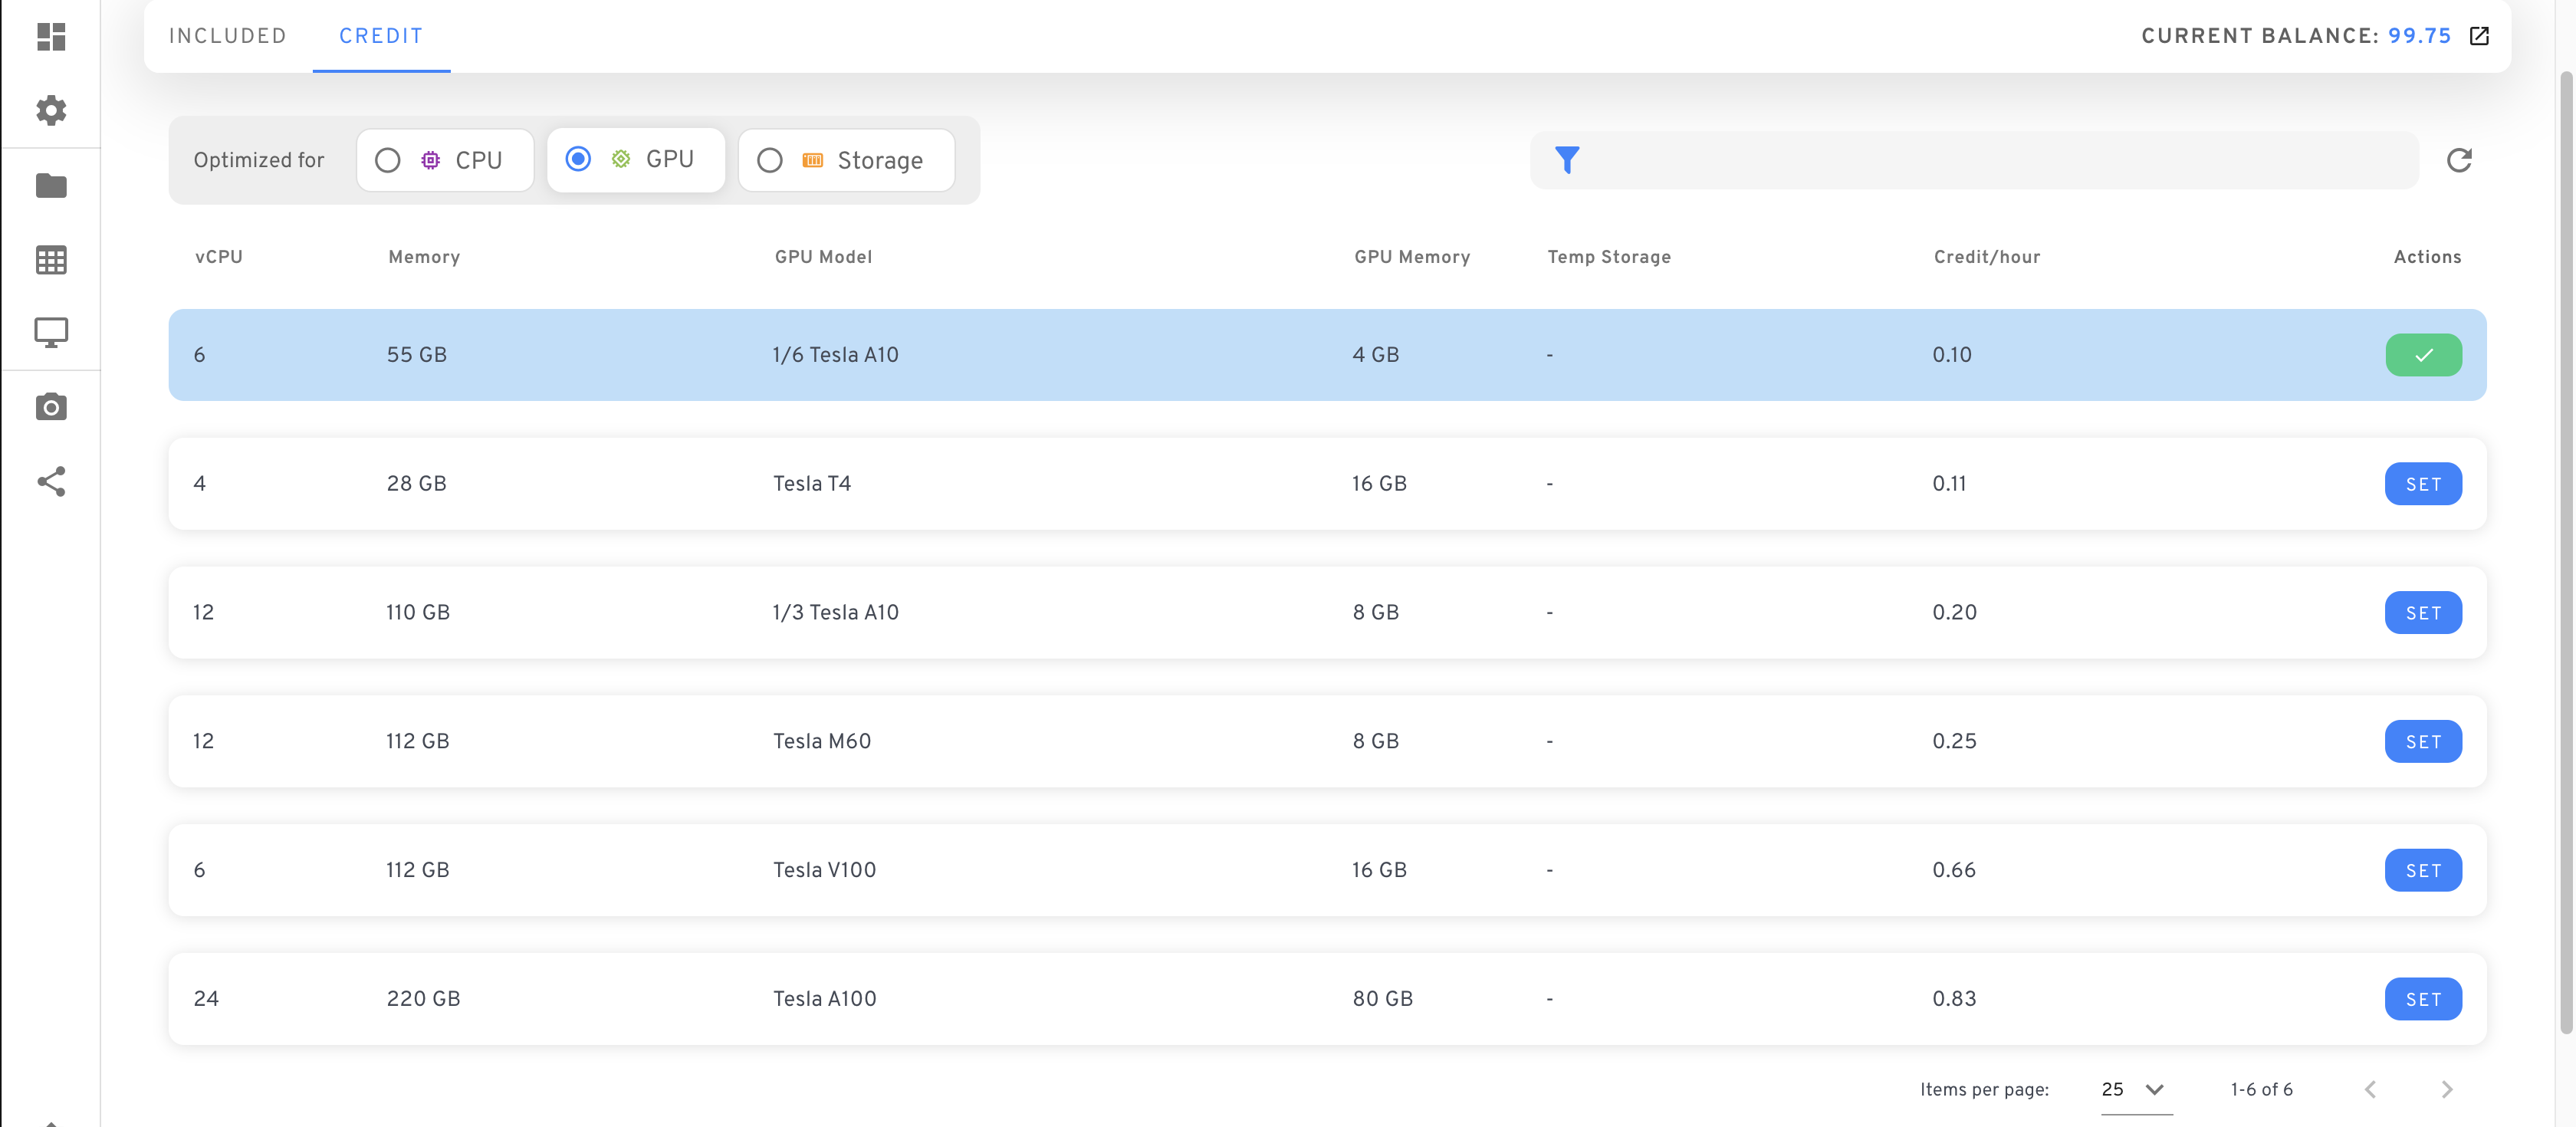 INCLUDED CREDIT CURRENT BALANCE: 99.75
Optimized for CPU GPU Storage
vCPU Memory GPU Model GPU Memory Temp Storage Credit/hour Actions
6 55 GB 1/6 Tesla A10 4 GB - 0.10
4 28 GB Tesla T4 16 GB - 0.11 SET
12 110 GB 1/3 Tesla A10 8 GB - 0.20 SET
12 112 GB Tesla M60 8 GB - 0.25 SET
6 112 GB Tesla V100 16 GB - 0.66 SET
24 220 GB Tesla A100 80 GB - 0.83 SET
Items per page: 25 1-6 of 6